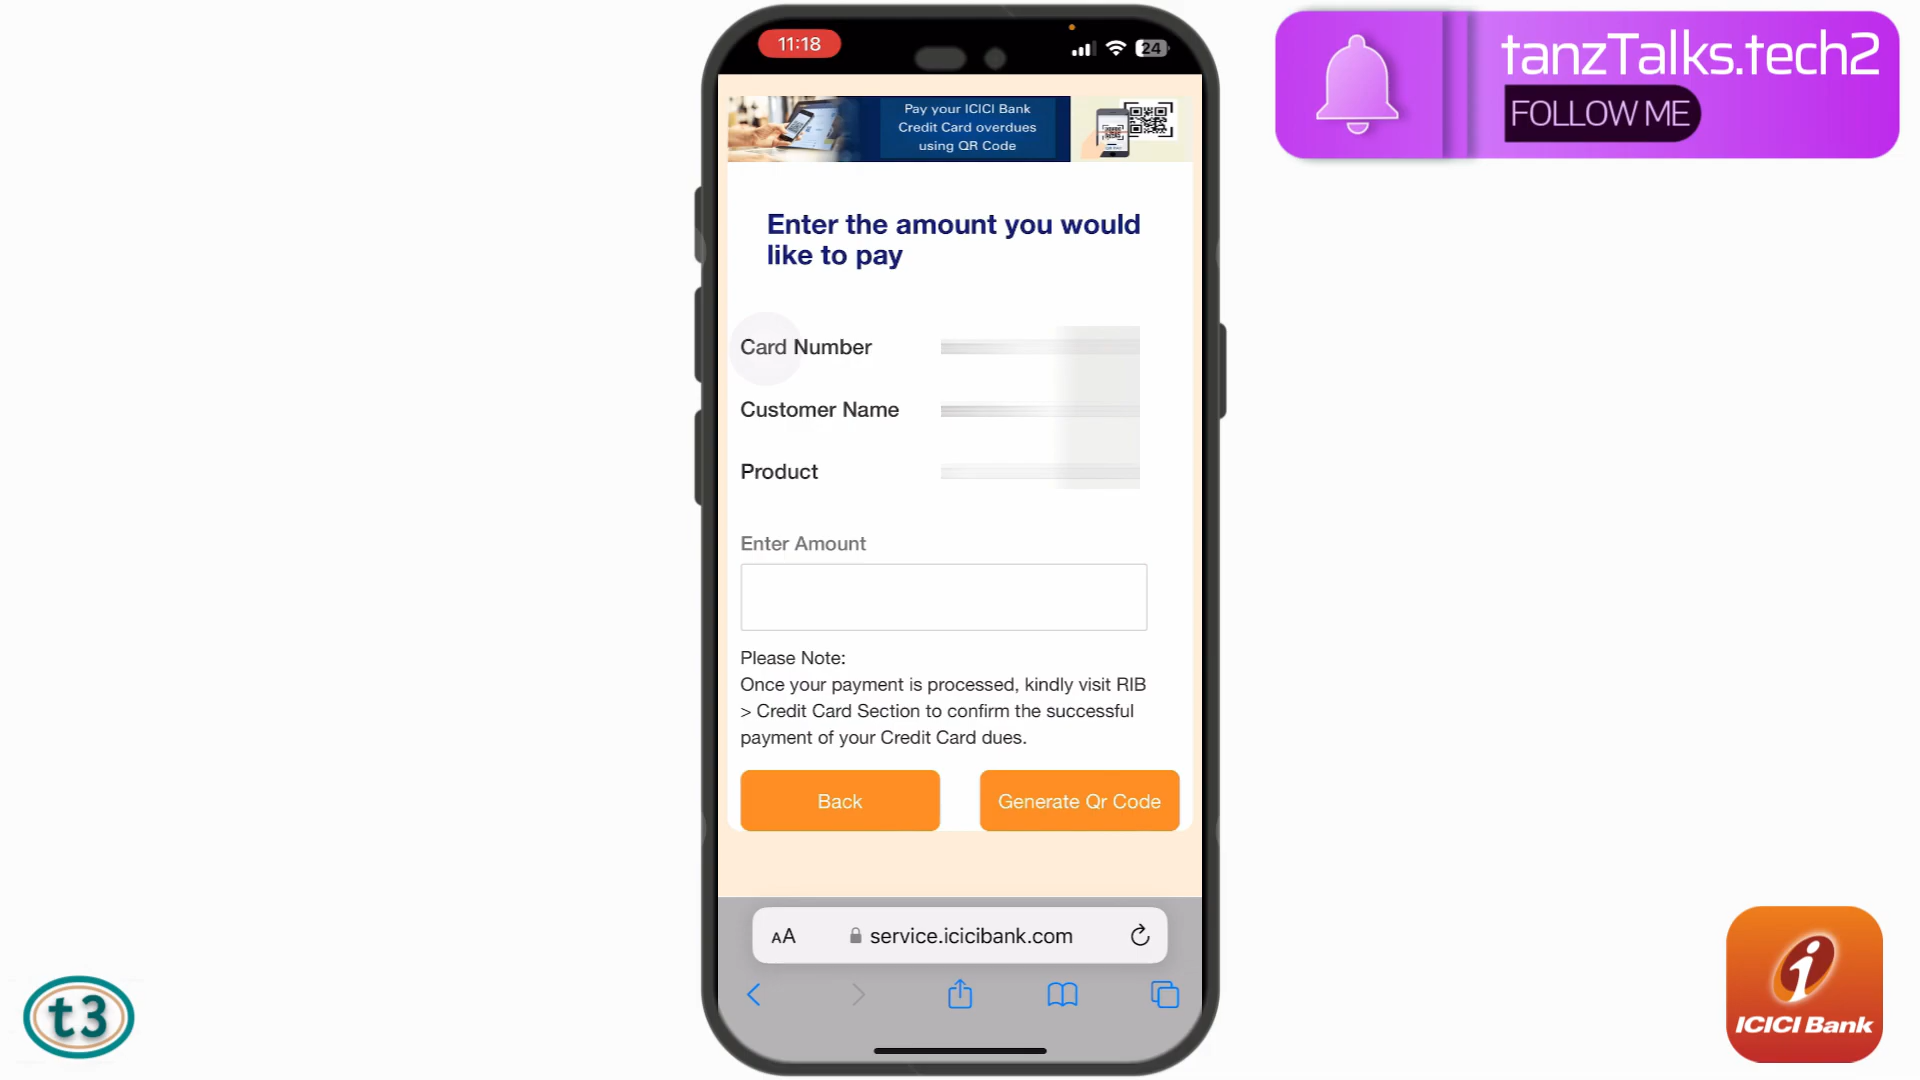 11:18
24
tanzTalks.tech2
FOLLOW ME
Pay your ICICI Bank
Credit Card overdues
using QR Code
Enter the amount you would
like to pay
Card Number
Customer Name
Product
Enter Amount
Please Note:
Once your payment is processed, kindly visit RIB
> Credit Card Section to confirm the successful
payment of your Credit Card dues.
Back
Generate Qr Code
AA
service.icicibank.com
t3
i
ICICI Bank